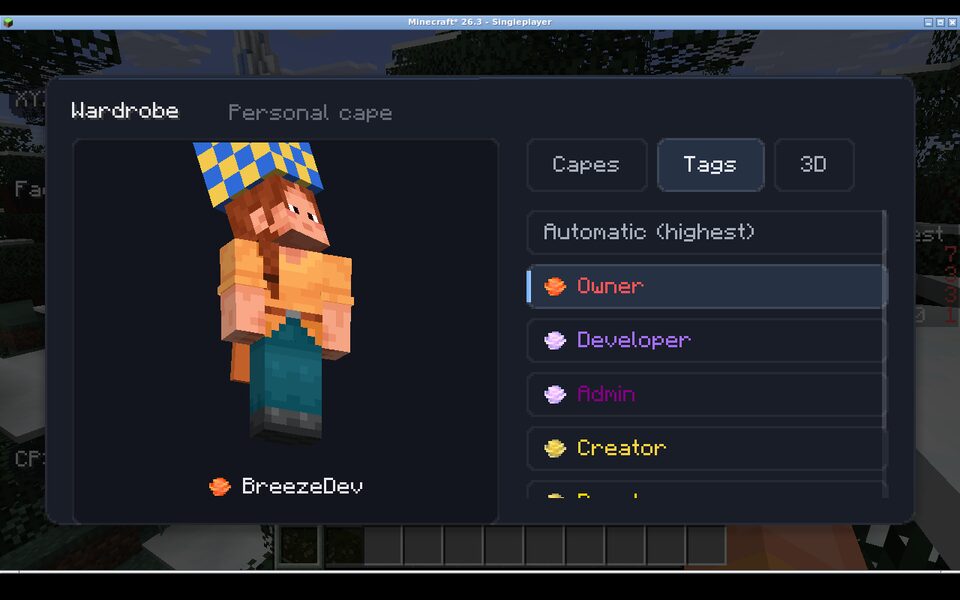 Minecraft* 26.3 - Singleplayer
Wardrobe
Personal cape
Capes
Tags
3D
Automatic (highest)
Owner
Developer
Admin
Creator
BreezeDev